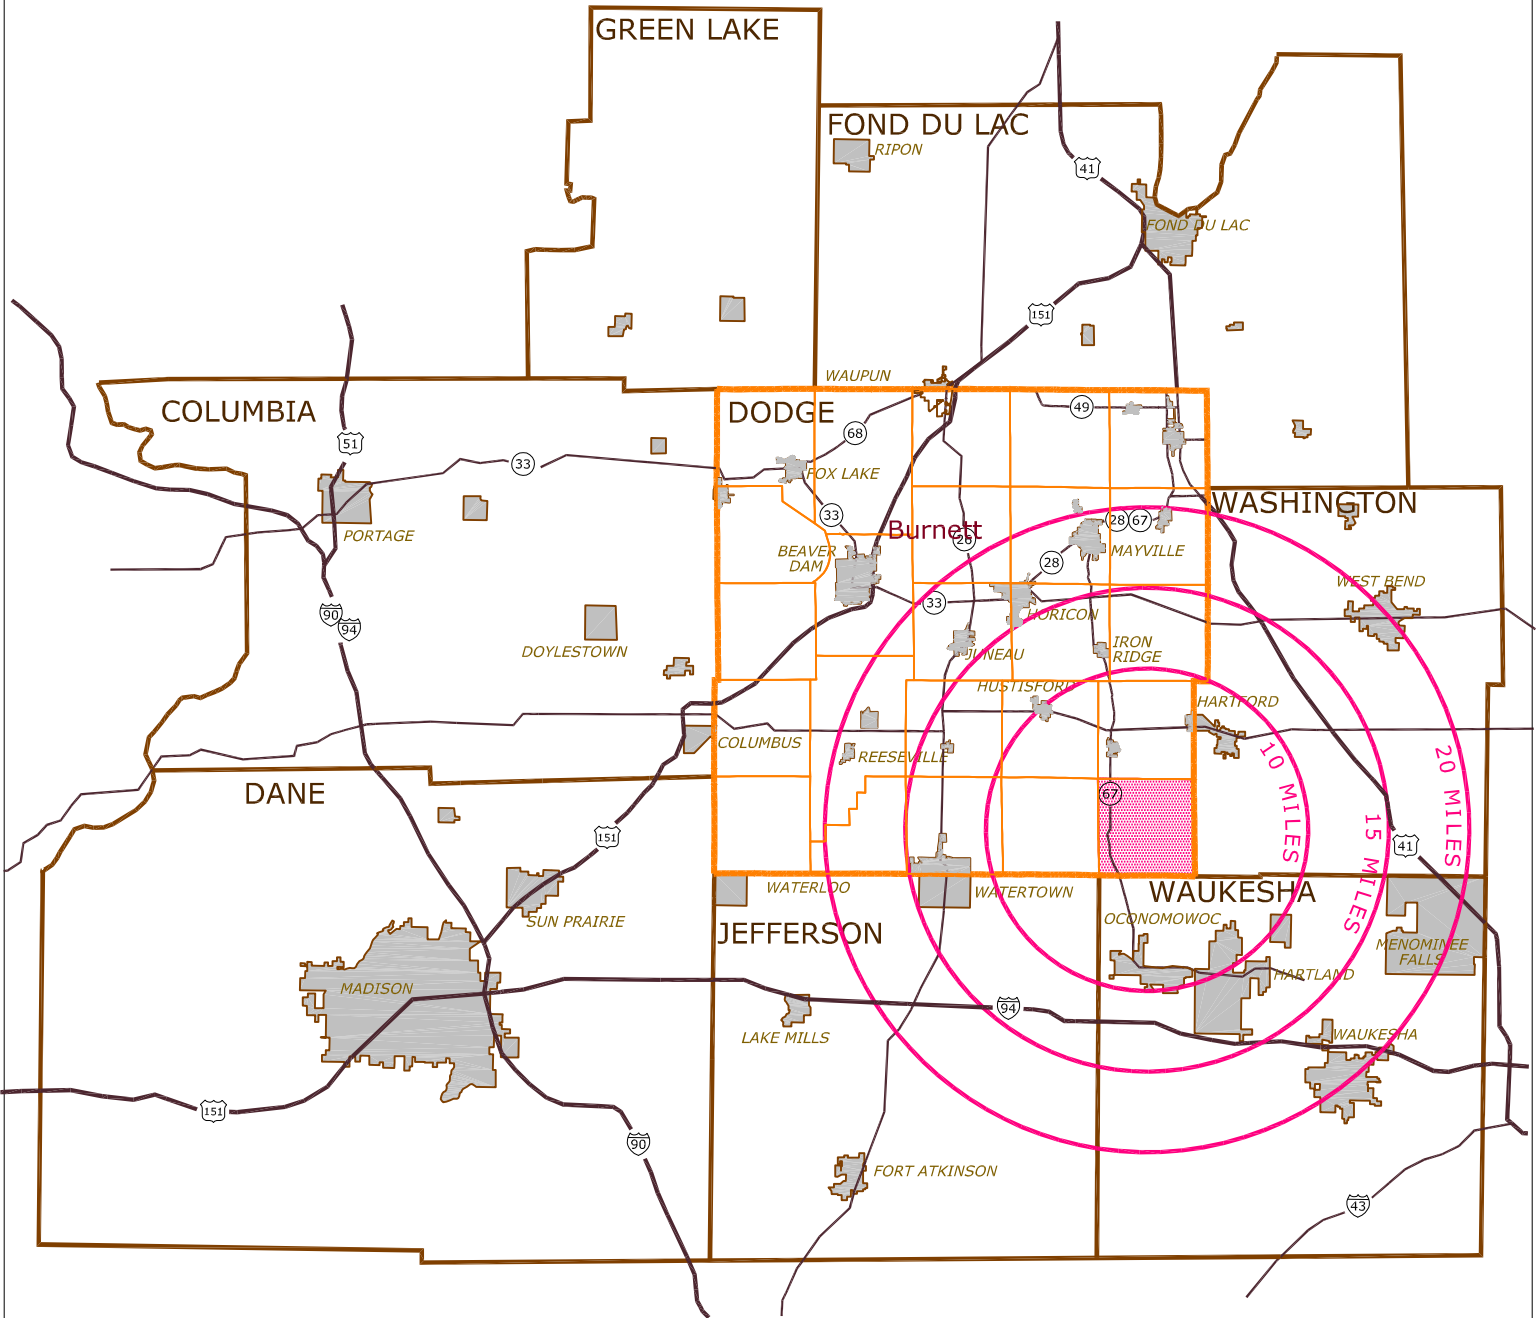 GREEN LAKE
FOND DU LAC
RIPON
41
FOND DU LAC
151
WAUPUN
COLUMBIA
DODGE
49
51
68
33
FOX LAKE
WASHINGTON
33
28
67
PORTAGE
Burnett
26
BEAVER
DAM
MAYVILLE
28
WEST BEND
33
90
94
HORICON
DOYLESTOWN
JUNEAU
IRON
RIDGE
HUSTISFORD
HARTFORD
COLUMBUS
REESEVILLE
10 MILES
15 MILES
20 MILES
DANE
67
151
41
WATERLOO
WATERTOWN
WAUKESHA
SUN PRAIRIE
OCONOMOWOC
JEFFERSON
MENOMINEE
FALLS
MADISON
HARTLAND
94
LAKE MILLS
WAUKESHA
151
90
FORT ATKINSON
43